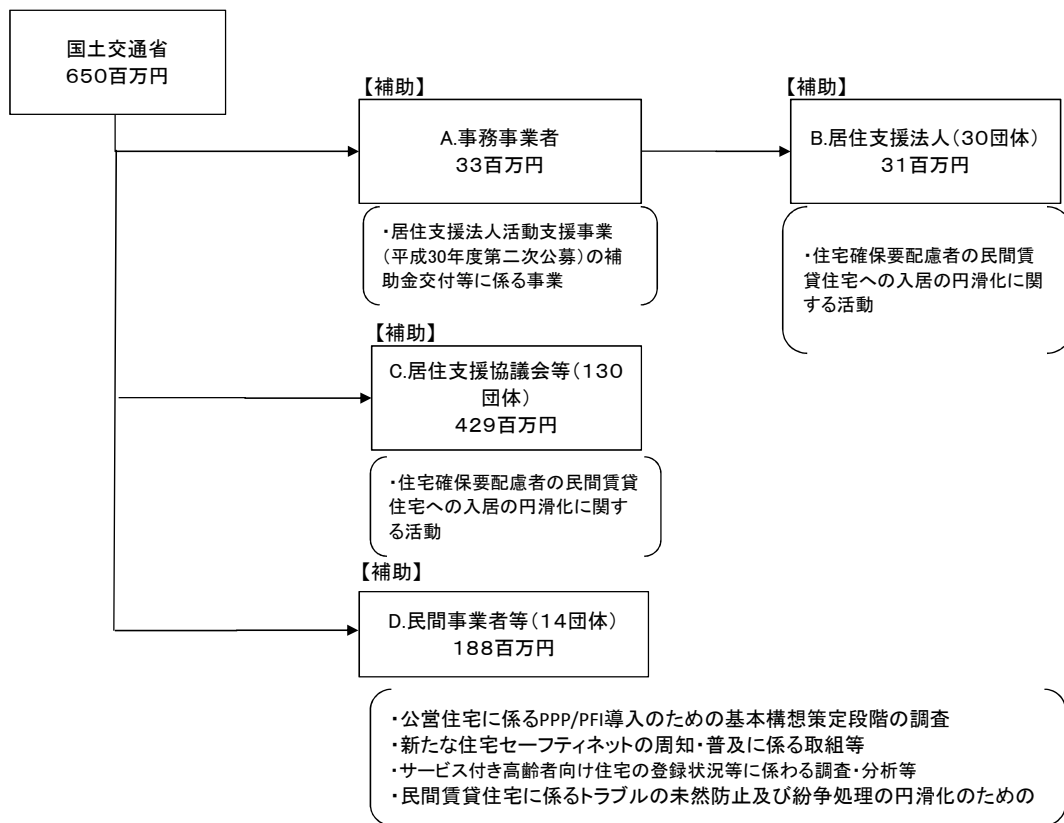 国土交通省
650百万円
【補助】
A.事務事業者
33百万円
・居住支援法人活動支援事業
(平成30年度第二次公募)の補
助金交付等に係る事業
【補助】
B.居住支援法人(30団体)
31百万円
・住宅確保要配慮者の民間賃
貸住宅への入居の円滑化に関
する活動
【補助】
C.居住支援協議会等(130
団体)
429百万円
・住宅確保要配慮者の民間賃貸
住宅への入居の円滑化に関す
る活動
【補助】
D.民間事業者等(14団体)
188百万円
・公営住宅に係るPPP/PFI導入のための基本構想策定段階の調査
・新たな住宅セーフティネットの周知・普及に係る取組等
・サービス付き高齢者向け住宅の登録状況等に係わる調査・分析等
・民間賃貸住宅に係るトラブルの未然防止及び紛争処理の円滑化のための